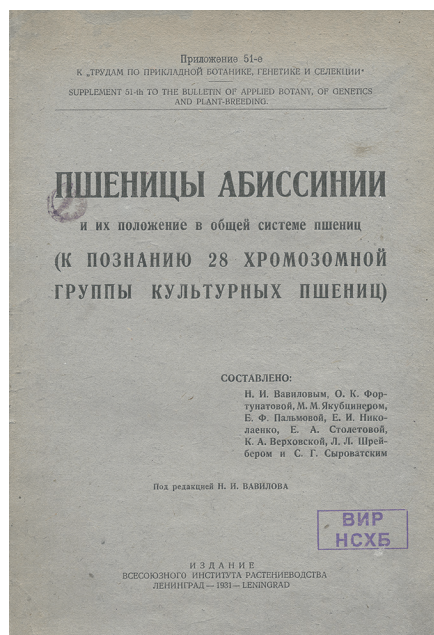 Приложение 51-е
К „ТРУДАМ ПО ПРИКЛАДНОЙ БОТАНИКЕ, ГЕНЕТИКЕ И СЕЛЕКЦИИ“
SUPPLEMENT 51-th TO THE BULLETIN OF APPLIED BOTANY, OF GENETICS
AND PLANT-BREEDING.
ПШЕНИЦЫ АБИССИНИИ
и их положение в общей системе пшениц
(К ПОЗНАНИЮ 28 ХРОМОЗОМНОЙ
ГРУППЫ КУЛЬТУРНЫХ ПШЕНИЦ)
СОСТАВЛЕНО:
Н. И. Вавиловым, О. К. Фор-
тунатовой, М. М. Якубцинером,
Е. Ф. Пальмовой, Е. И. Нико-
лаенко, Е. А. Столетовой,
К. А. Верховской, Л. Л. Шрей-
бером и С. Г. Сыроватским
Под редакцией Н. И. ВАВИЛОВА
ВИР
НСХБ
ИЗДАНИЕ
ВСЕСОЮЗНОГО ИНСТИТУТА РАСТЕНИЕВОДСТВА
ЛЕНИНГРАД—1931—LENINGRAD